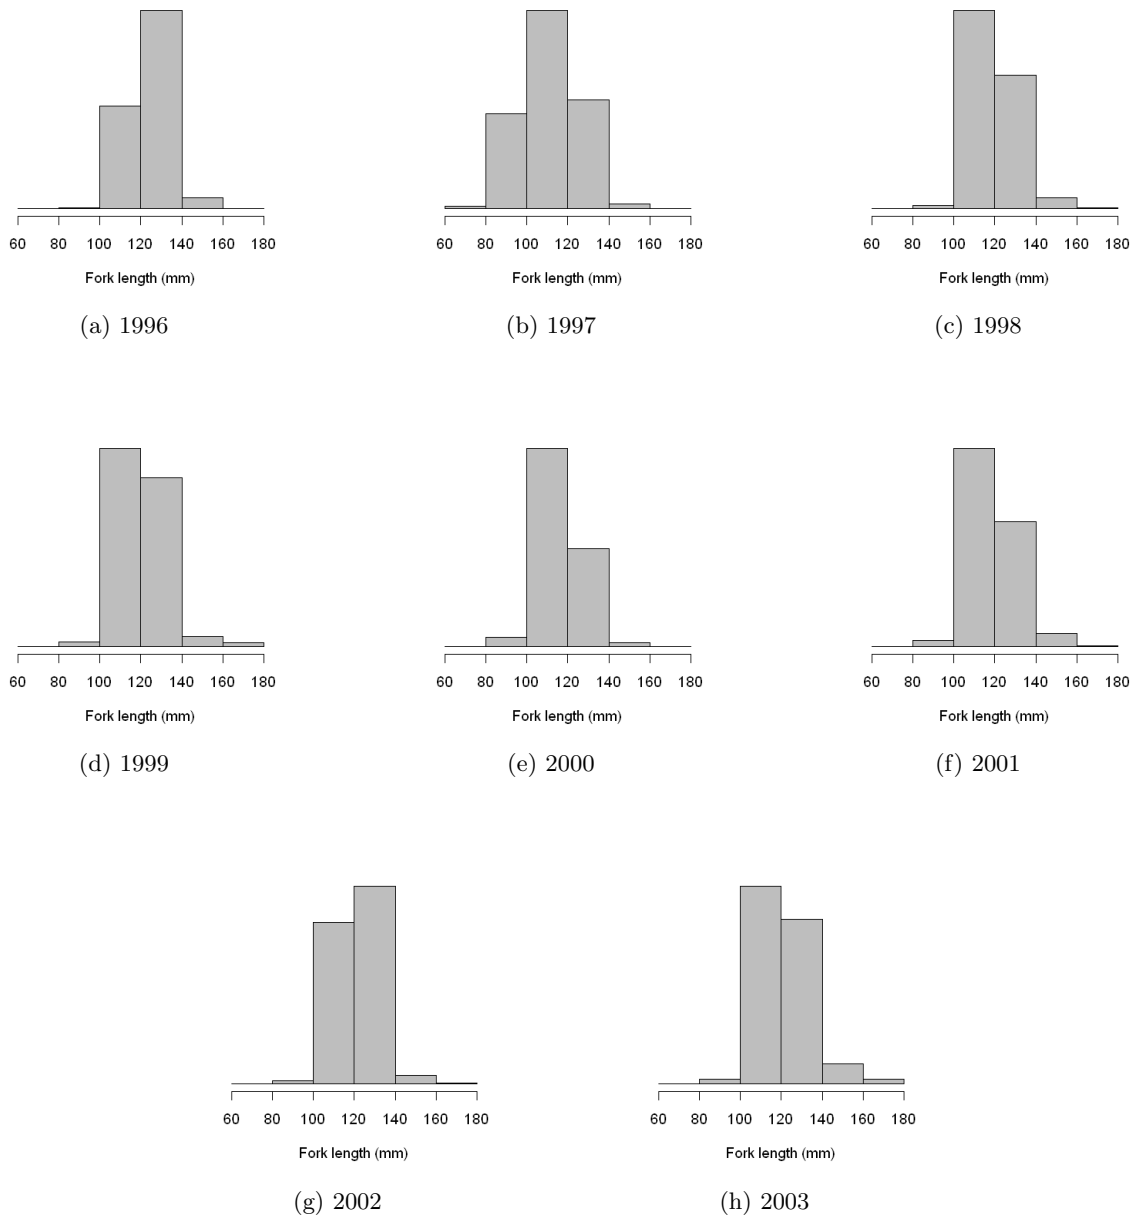 60 80 100 120 140 160 180 60 80 100 120 140 160 180 60 80 100 120 140 160 180
Fork length (mm) Fork length (mm) Fork length (mm)
(a) 1996 (b) 1997 (c) 1998
60 80 100 120 140 160 180 60 80 100 120 140 160 180 60 80 100 120 140 160 180
Fork length (mm) Fork length (mm) Fork length (mm)
(d) 1999 (e) 2000 (f) 2001
60 80 100 120 140 160 180 60 80 100 120 140 160 180
Fork length (mm) Fork length (mm)
(g) 2002 (h) 2003